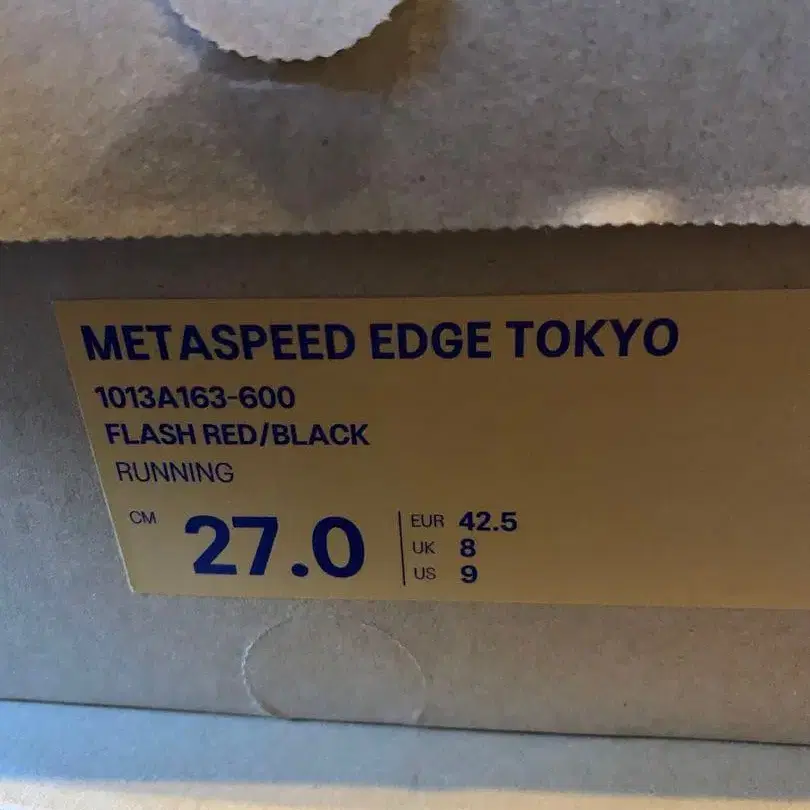 METASPEED EDGE TOKYO
1013A163-600
FLASH RED/BLACK
RUNNING
CM 27.0
EUR 42.5
UK 8
US 9